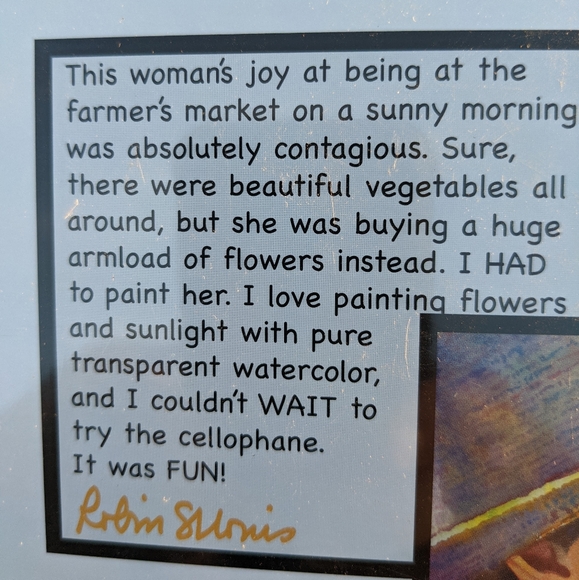 This woman's joy at being at the
farmer's market on a sunny morning
was absolutely contagious. Sure,
there were beautiful vegetables all
around, but she was buying a huge
armload of flowers instead. I HAD
to paint her. I love painting flowers
and sunlight with pure
transparent watercolor,
and I couldn't WAIT to
try the cellophane.
It was FUN!
Robin